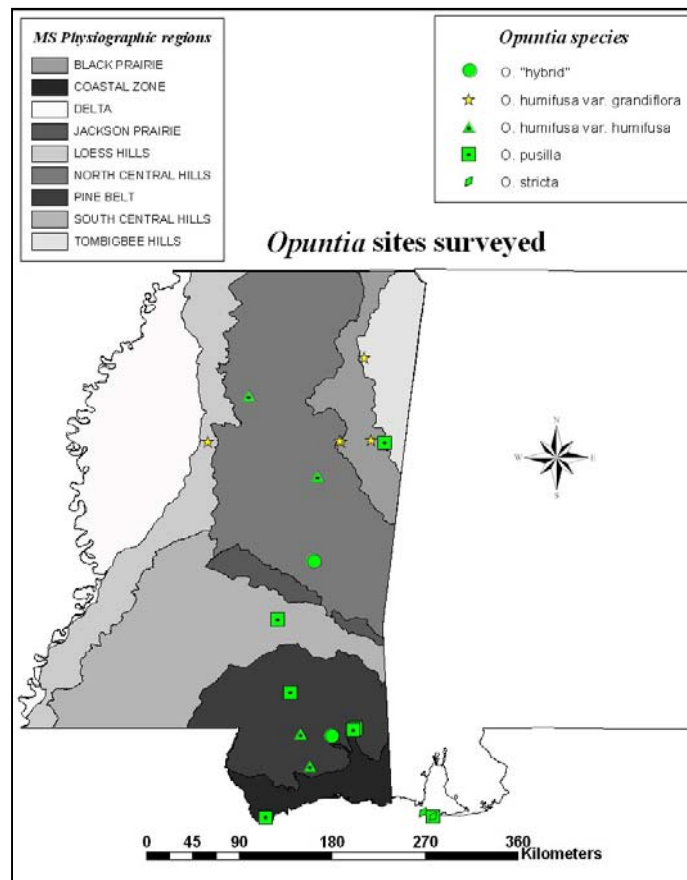 MS Physiographic regions
BLACK PRAIRIE
COASTAL ZONE
DELTA
JACKSON PRAIRIE
LOESS HILLS
NORTH CENTRAL HILLS
PINE BELT
SOUTH CENTRAL HILLS
TOMBIGBEE HILLS
Opuntia species
O. "hybrid"
O. humifusa var. grandiflora
O. humifusa var. humifusa
O. pusilla
O. stricta
Opuntia sites surveyed
N
W E
S
0 45 90 180 270 360
Kilometers